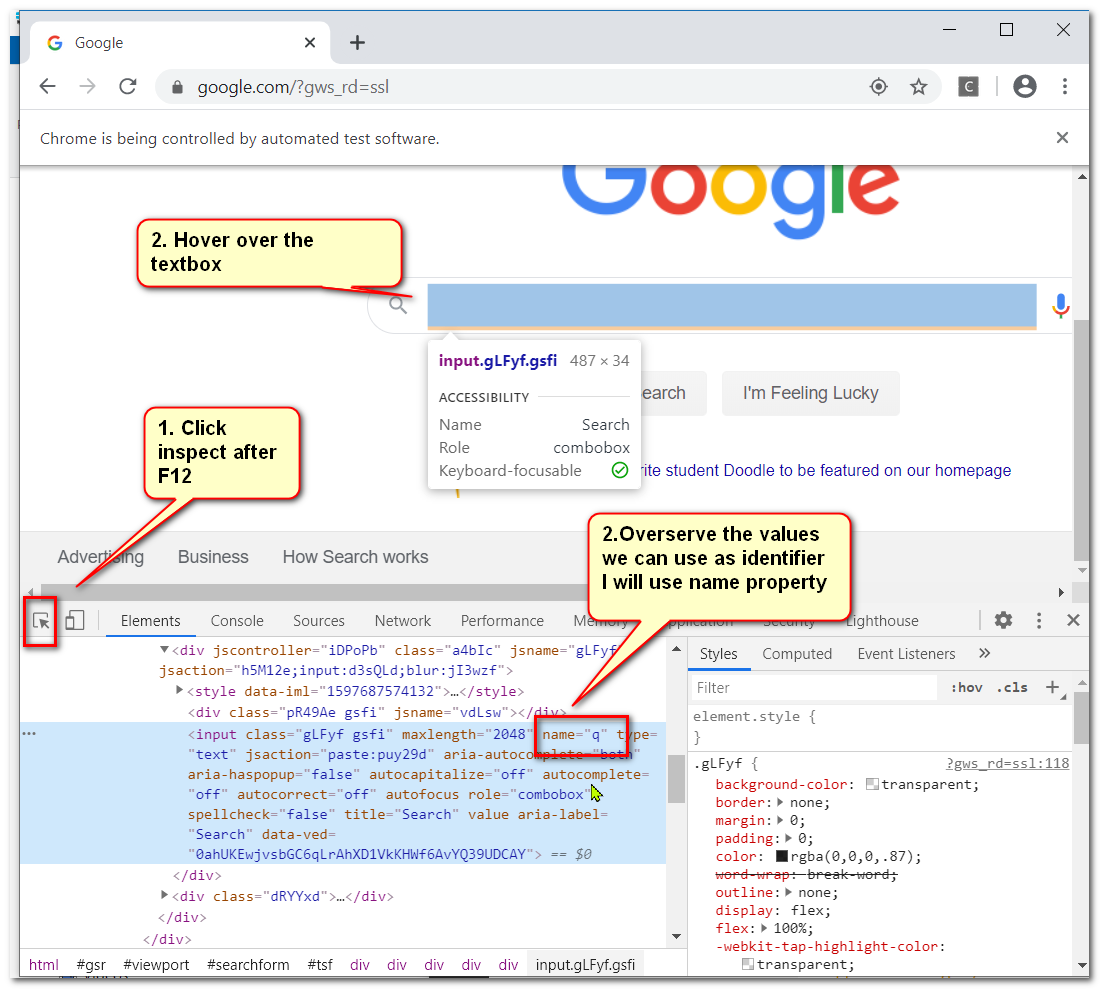 Google
google.com/?gws_rd=ssl
C
Chrome is being controlled by automated test software.
Google
2. Hover over the
textbox
input.gLFyf.gsfi 487 × 34
ACCESSIBILITY
Name Search
Role combobox
Keyboard-focusable
earch
I'm Feeling Lucky
rite student Doodle to be featured on our homepage
1. Click
inspect after
F12
2.Overserve the values
we can use as identifier
I will use name property
Advertising Business How Search works
Elements Console Sources Network Performance Memory Application Security Lighthouse
<div jscontroller="iDPoPb" class="a4bIc" jsname="gLFyf"
jsaction="h5M12e;input:d3sQLd;blur:jI3wzf">
<style data-iml="1597687574132">…</style>
<div class="pR49Ae gsfi" jsname="vdLsw"></div>
<input class="gLFyf gsfi" maxlength="2048" name="q" type=
"text" jsaction="paste:puy29d" aria-autocomplete="both"
aria-haspopup="false" autocapitalize="off" autocomplete=
"off" autocorrect="off" autofocus role="combobox"
spellcheck="false" title="Search" value aria-label=
"Search" data-ved=
"0ahUKEwjvsbGC6qLrAhXD1VkKHWf6AvYQ39UDCAY"> == $0
</div>
<div class="dRYYxd">…</div>
</div>
</div>
html #gsr #viewport #searchform #tsf div div div div div input.gLFyf.gsfi
Styles Computed Event Listeners »
Filter :hov .cls +
element.style {
}
.gLFyf { ?gws_rd=ssl:118
background-color: transparent;
border: none;
margin: 0;
padding: 0;
color: rgba(0,0,0,.87);
word-wrap: break-word;
outline: none;
display: flex;
flex: 100%;
-webkit-tap-highlight-color:
transparent;